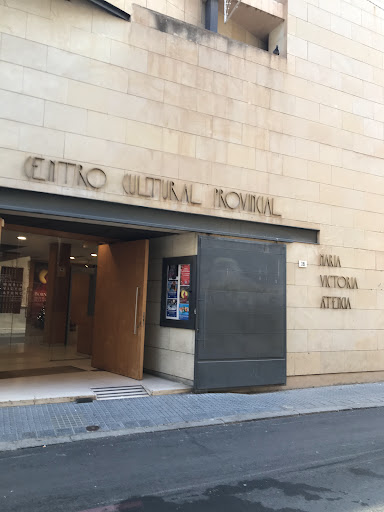 CENTRO CULTURAL PROVINCIAL
MARIA
VICTORIA
ATENCIA